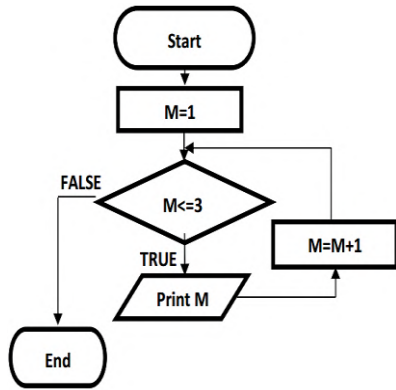 Start
M=1
FALSE
M<=3
M=M+1
TRUE
Print M
End